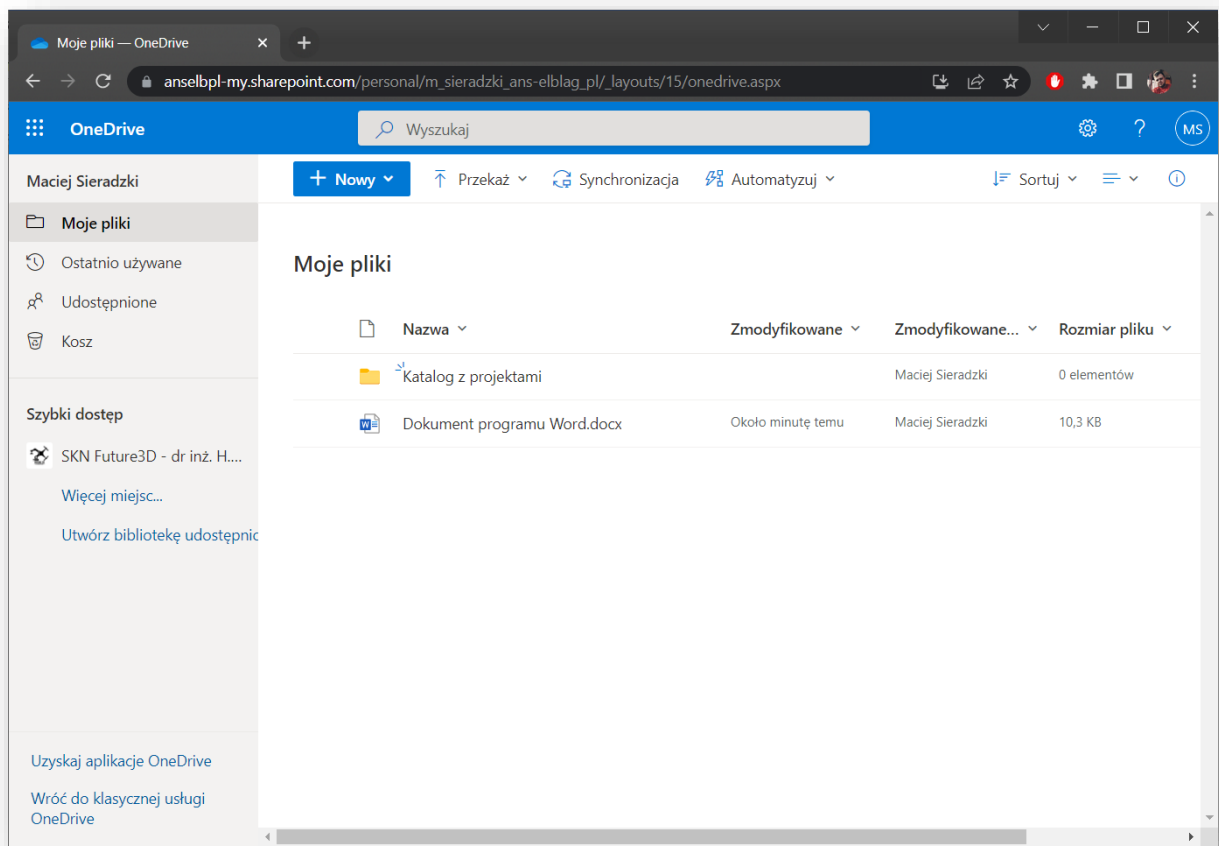 Moje pliki — OneDrive
anselbpl-my.sharepoint.com/personal/m_sieradzki_ans-elblag_pl/_layouts/15/onedrive.aspx
OneDrive
Wyszukaj
MS
Maciej Sieradzki
Nowy
Przekaż
Synchronizacja
Automatyzuj
Sortuj
Moje pliki
Ostatnio używane
Udostępnione
Kosz
Szybki dostęp
SKN Future3D - dr inż. H....
Więcej miejsc...
Utwórz bibliotekę udostępnic
Uzyskaj aplikacje OneDrive
Wróć do klasycznej usługi
OneDrive
Moje pliki
Nazwa Zmodyfikowane Zmodyfikowane... Rozmiar pliku
Katalog z projektami Maciej Sieradzki 0 elementów
Dokument programu Word.docx Około minutę temu Maciej Sieradzki 10,3 KB